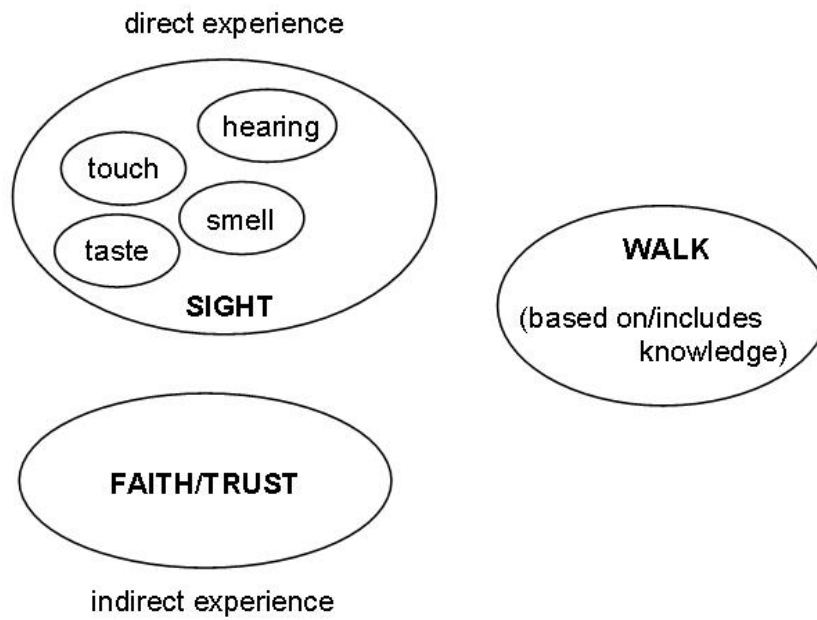 direct experience
hearing
touch
smell
taste
SIGHT
WALK
(based on/includes
knowledge)
FAITH/TRUST
indirect experience